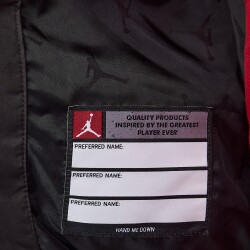 QUALITY PRODUCTS
INSPIRED BY THE GREATEST
PLAYER EVER
PREFERRED NAME:
PREFERRED NAME:
PREFERRED NAME:
HAND ME DOWN